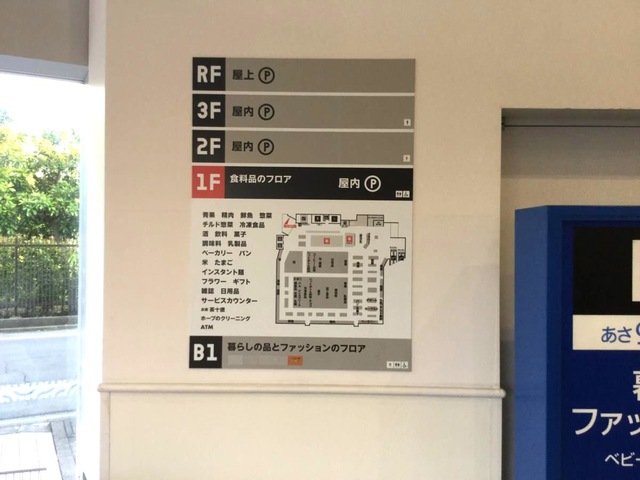 RF 屋上 P
3F 屋内 P
2F 屋内 P
1F 食料品のフロア 屋内 P
青果 精肉 鮮魚 惣菜
チルド惣菜 冷凍食品
酒 飲料 菓子
調味料 乳製品
ベーカリー パン
米 たまご
インスタント麺
フラワー ギフト
雑誌 日用品
サービスカウンター
茶十徳
ホープのクリーニング
ATM
B1 暮らしの品とファッションのフロア
あさ
ファッ
ベビー